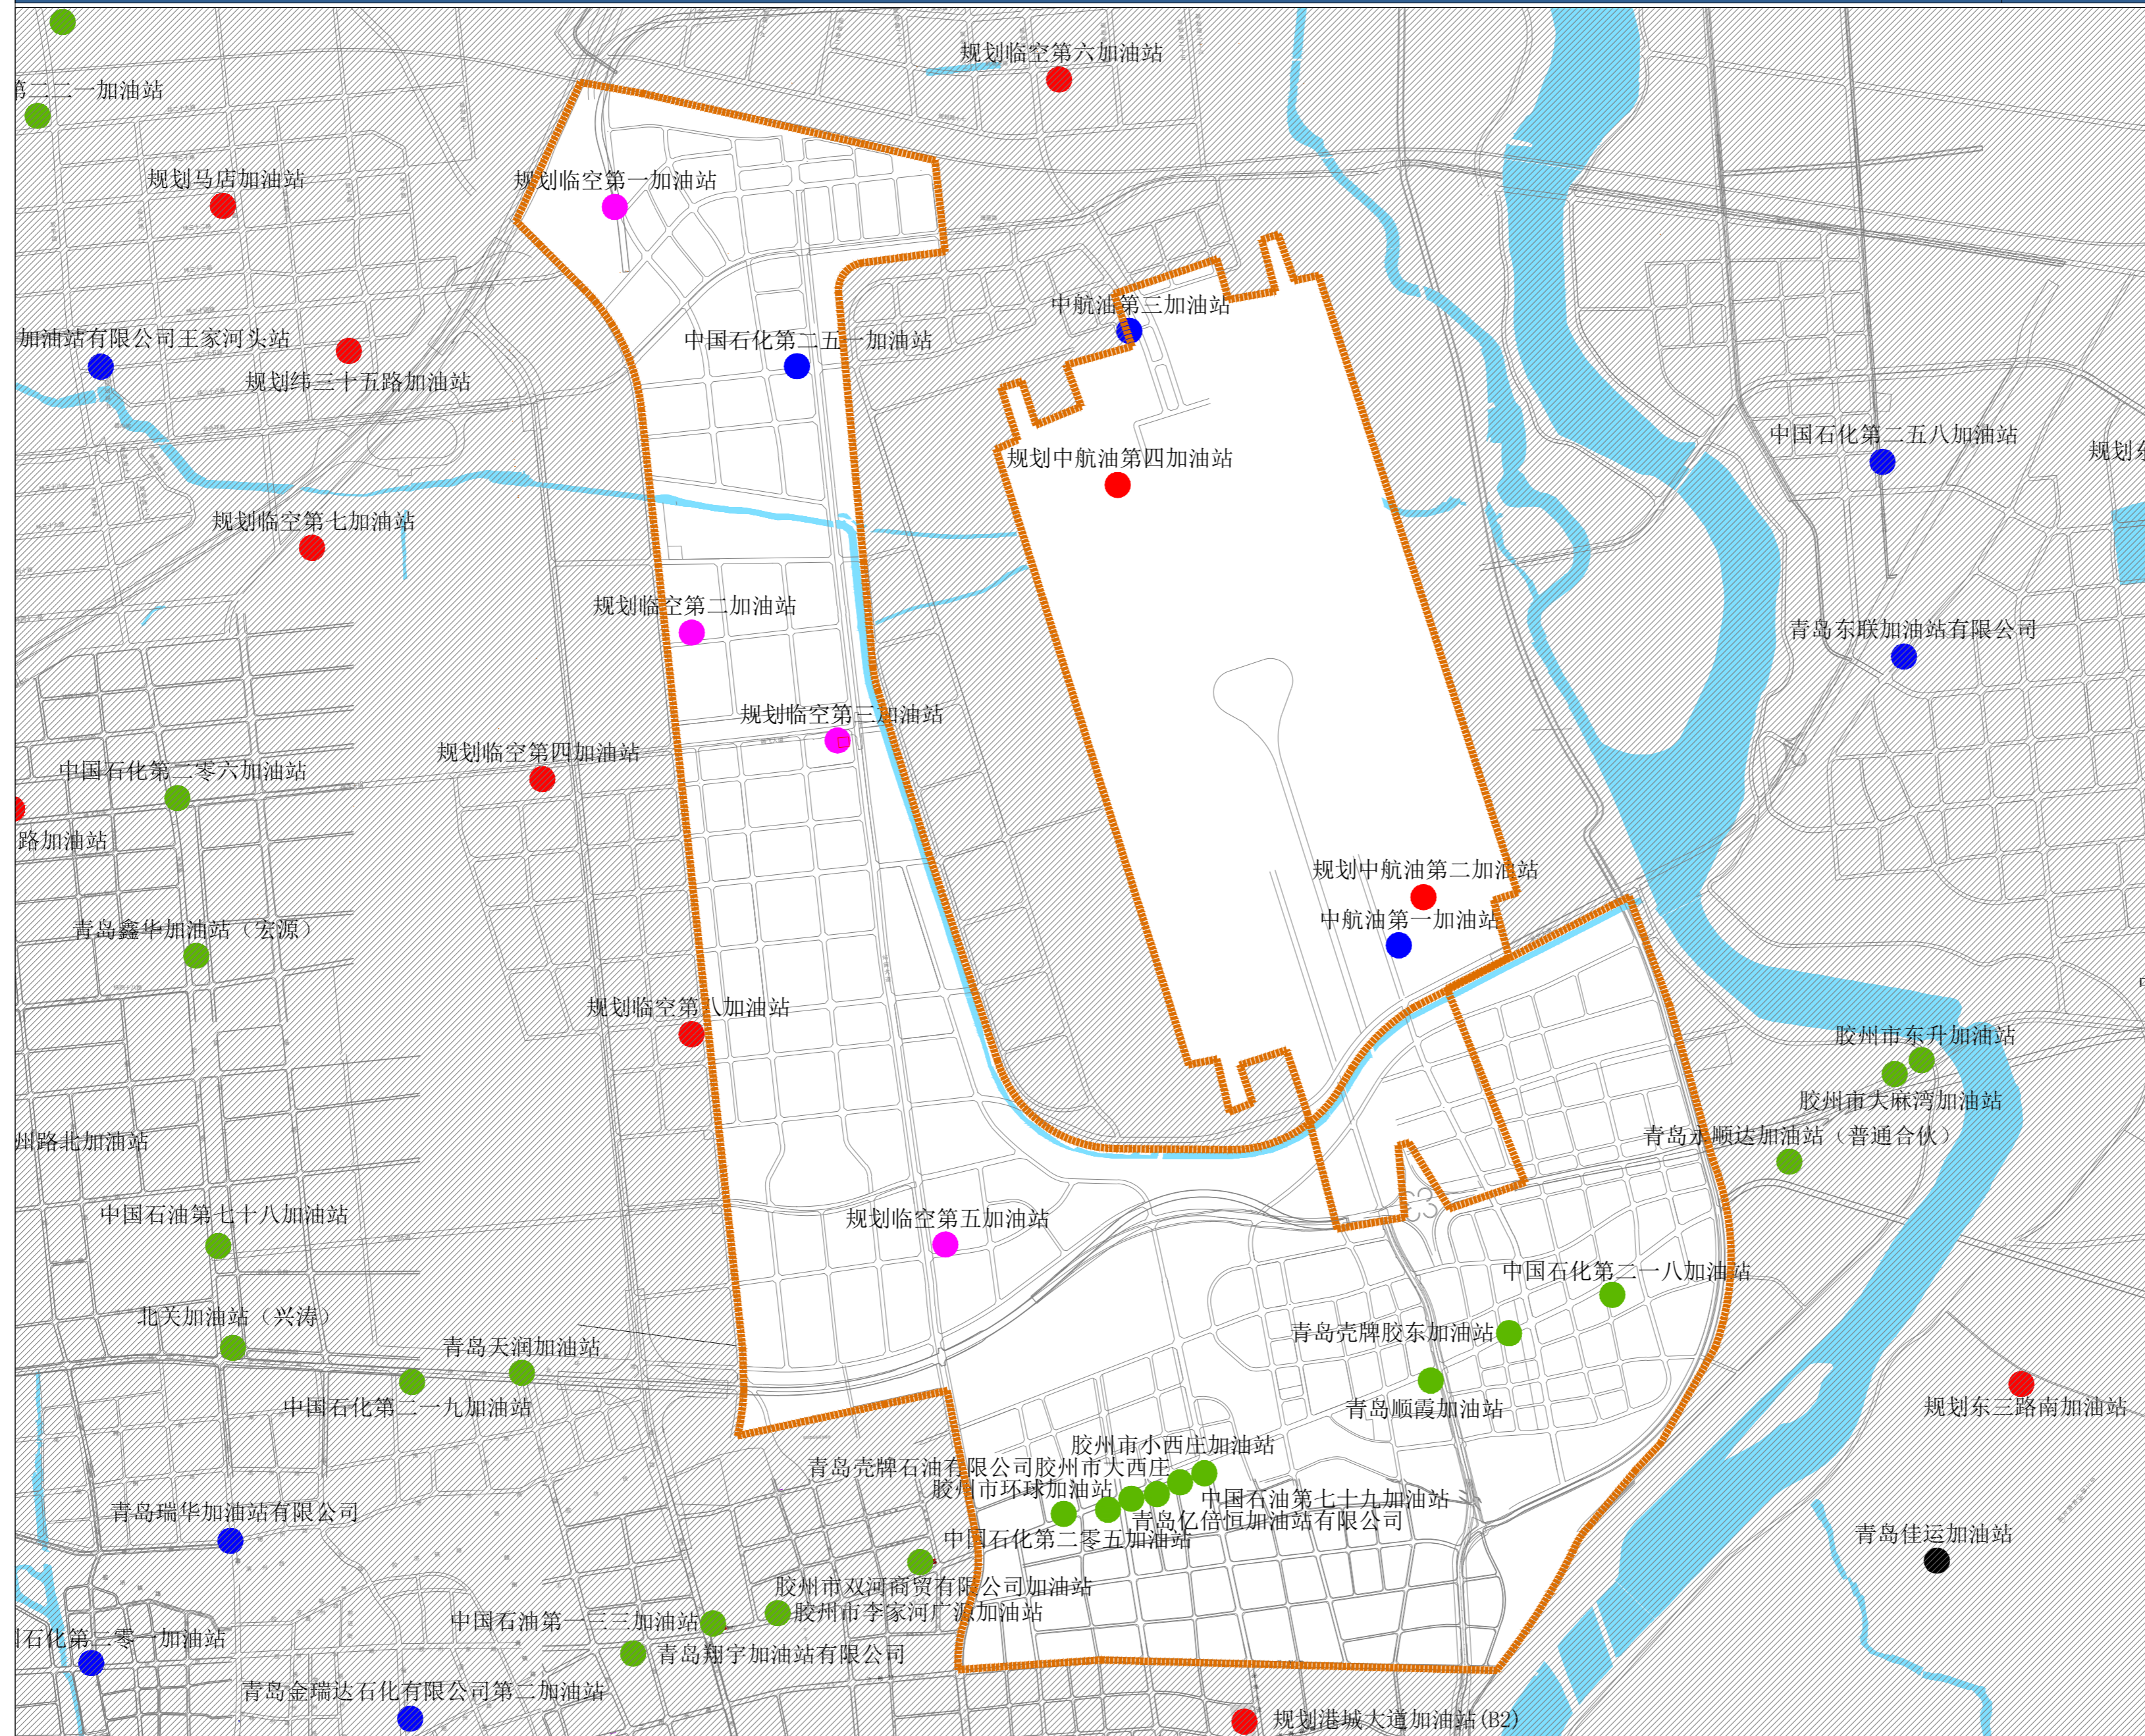 规划临空第六加油站
第二二一加油站
规划马店加油站
规划临空第一加油站
中航油第三加油站
加油站有限公司王家河头站
中国石化第二五一加油站
规划纬三十五路加油站
中国石化第二五八加油站
规划东
规划中航油第四加油站
规划临空第七加油站
规划临空第二加油站
青岛东联加油站有限公司
规划临空第三加油站
规划临空第四加油站
中国石化第二零六加油站
路加油站
规划中航油第二加油站
中航油第一加油站
青岛鑫华加油站（宏源）
规划临空第八加油站
胶州市东升加油站
胶州市大麻湾加油站
青岛永顺达加油站（普通合伙）
州路北加油站
C3
中国石油第七十八加油站
规划临空第五加油站
中国石化第二一八加油站
北关加油站（兴涛）
青岛壳牌胶东加油站
青岛天润加油站
中国石化第二一九加油站
青岛顺霞加油站
规划东三路南加油站
胶州市小西庄加油站
青岛壳牌石油有限公司胶州市大西庄
胶州市环球加油站
中国石油第七十九加油站
青岛亿倍恒加油站有限公司
青岛瑞华加油站有限公司
中国石化第二零五加油站
青岛佳运加油站
胶州市双河商贸有限公司加油站
胶州市李家河广源加油站
中国石油第一三三加油站
石化第二零一加油站
青岛翔宇加油站有限公司
青岛金瑞达石化有限公司第二加油站
规划港城大道加油站(B2)